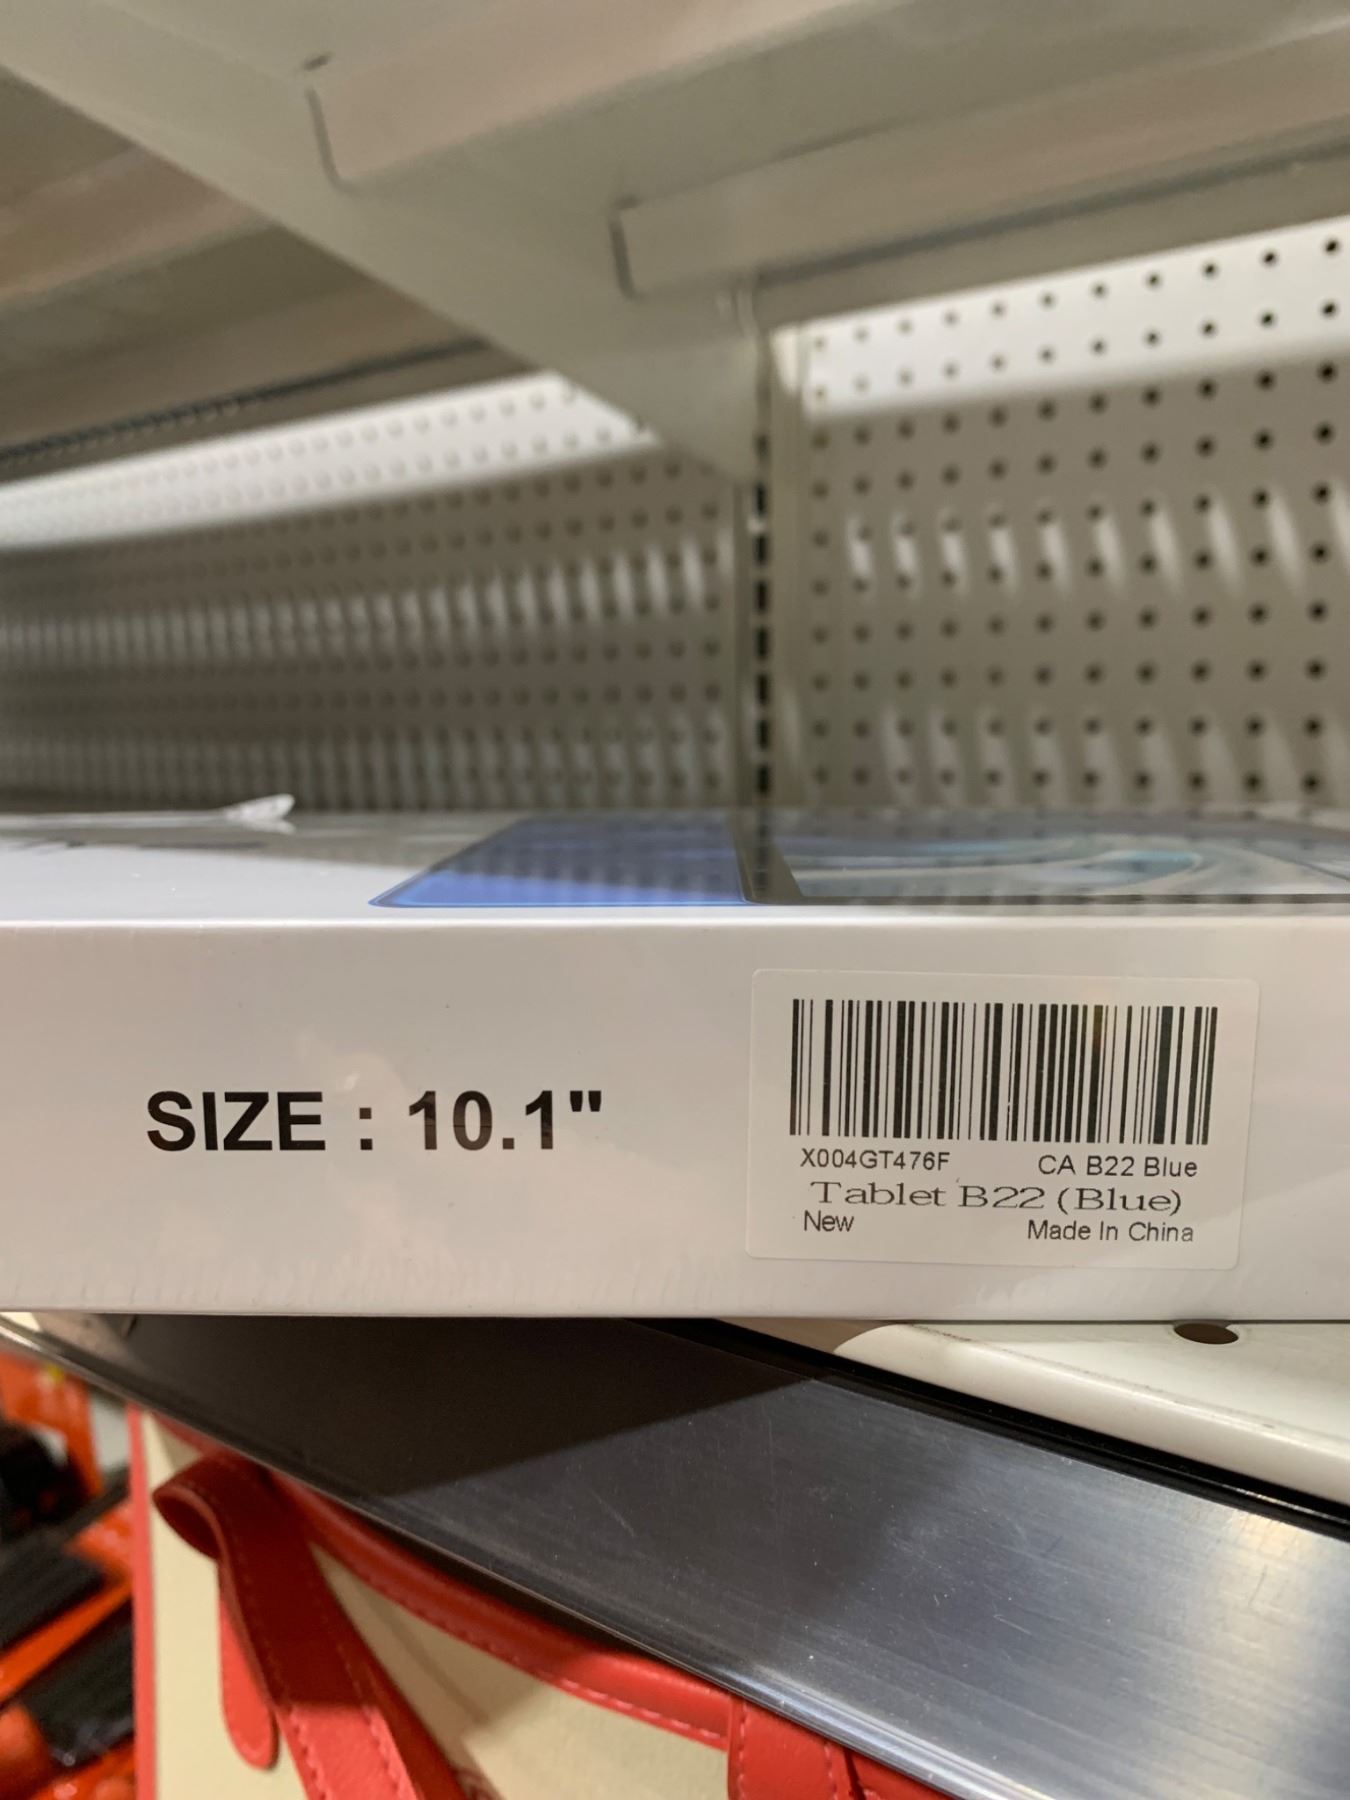 SIZE : 10.1"
X004GT476F CA B22 Blue
Tablet B22 (Blue)
New Made In China